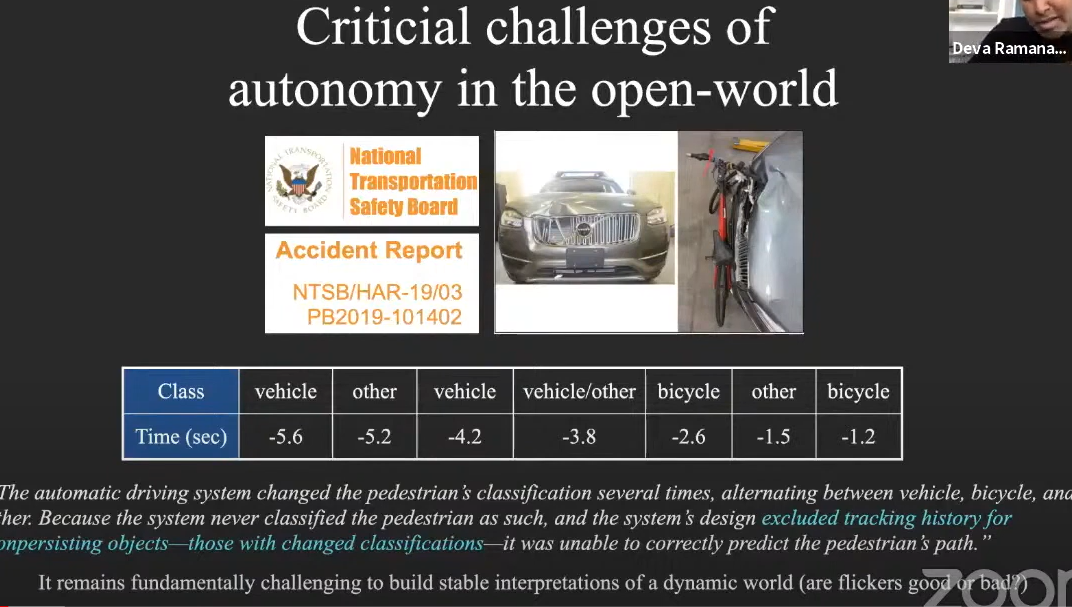 Criticial challenges of
autonomy in the open-world
Deva Ramana...
National
Transportation
Safety Board
Accident Report
NTSB/HAR-19/03
PB2019-101402
Class vehicle other vehicle vehicle/other bicycle other bicycle
Time (sec) -5.6 -5.2 -4.2 -3.8 -2.6 -1.5 -1.2
The automatic driving system changed the pedestrian's classification several times, alternating between vehicle, bicycle, and
ther. Because the system never classified the pedestrian as such, and the system's design excluded tracking history for
onpersisting objects—those with changed classifications—it was unable to correctly predict the pedestrian's path."
It remains fundamentally challenging to build stable interpretations of a dynamic world (are flickers good or bad?)
zoom